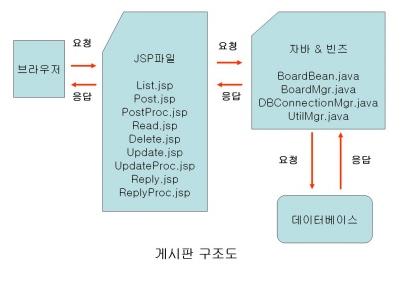 브라우저
요청
응답
JSP파일
List.jsp
Post.jsp
PostProc.jsp
Read.jsp
Delete.jsp
Update.jsp
UpdateProc.jsp
Reply.jsp
ReplyProc.jsp
요청
응답
자바 & 빈즈
BoardBean.java
BoardMgr.java
DBConnectionMgr.java
UtilMgr.java
요청
응답
데이터베이스
게시판 구조도